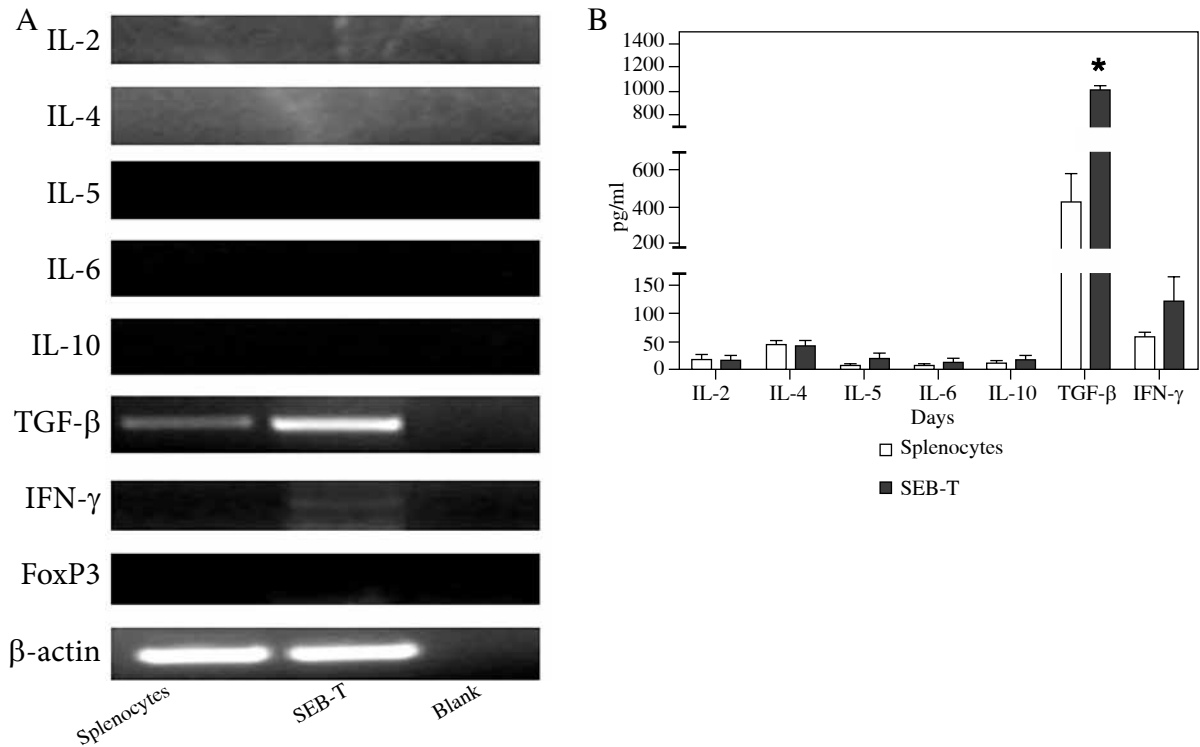 A
IL-2
IL-4
IL-5
IL-6
IL-10
TGF-β
IFN-γ
FoxP3
β-actin
Splenocytes
SEB-T
Blank
B
1400
1200
1000
800
600
400
200
150
100
50
0
pg/ml
*
IL-2 IL-4 IL-5 IL-6 IL-10 TGF-β IFN-γ
Days
Splenocytes
SEB-T